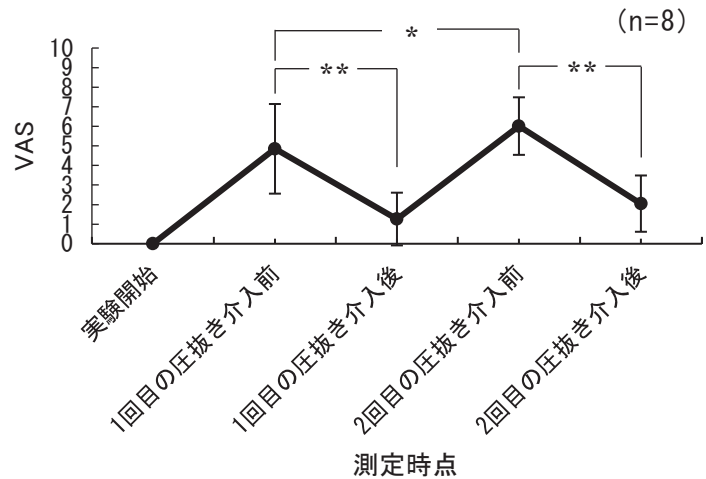 (n=8)
*
**
**
10
9
8
7
6
5
4
3
2
1
0
VAS
実験開始
1回目の圧抜き介入前
1回目の圧抜き介入後
2回目の圧抜き介入前
2回目の圧抜き介入後
測定時点